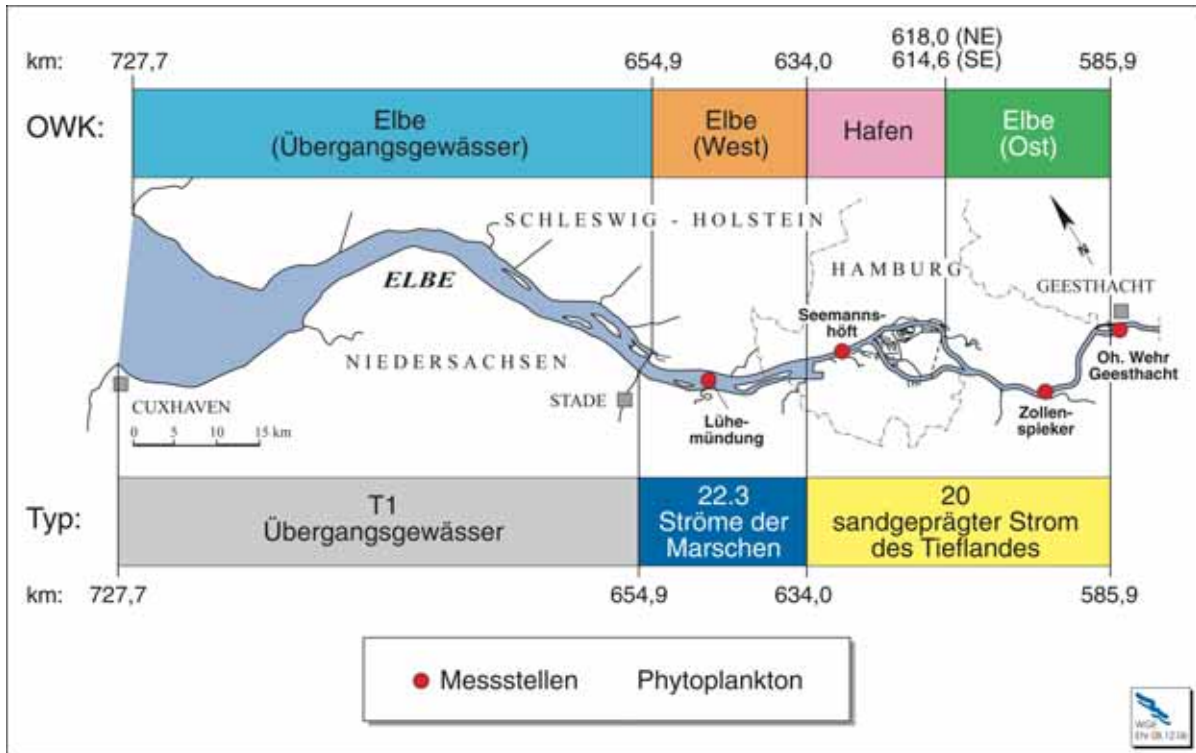 618,0 (NE)
km: 727,7 654,9 634,0 614,6 (SE) 585,9
OWK:
Elbe
(Übergangsgewässer)
Elbe
(West)
Hafen
Elbe
(Ost)
SCHLESWIG - HOLSTEIN
HAMBURG
N
GEESTHACHT
ELBE
Seemanns-
höft
NIEDERSACHSEN
Oh. Wehr
Geesthacht
CUXHAVEN
STADE
0 5 10 15 km
Lühe-
mündung
Zollen-
spieker
Typ:
T1
Übergangsgewässer
22.3
Ströme der
Marschen
20
sandgeprägter Strom
des Tieflandes
km: 727,7 654,9 634,0 585,9
Messstellen Phytoplankton
WGE